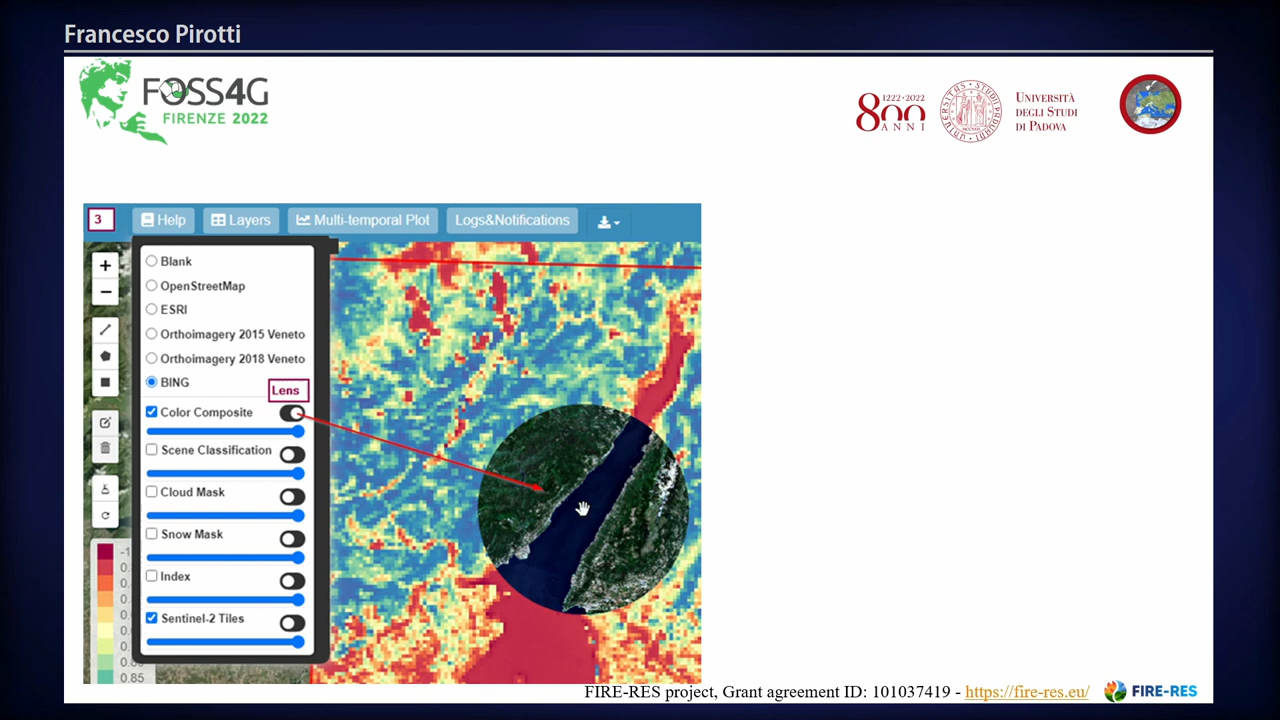 Francesco Pirotti
FOSS4G
FIRENZE 2022
1222·2022
800
ANNI
UNIVERSITÀ
DEGLI STUDI
DI PADOVA
3
Help
Layers
Multi-temporal Plot
Logs&Notifications
+
−
Blank
OpenStreetMap
ESRI
Orthoimagery 2015 Veneto
Orthoimagery 2018 Veneto
BING
Lens
Color Composite
Scene Classification
Cloud Mask
Snow Mask
Index
Sentinel-2 Tiles
0.85
FIRE-RES project, Grant agreement ID: 101037419 - https://fire-res.eu/
FIRE-RES